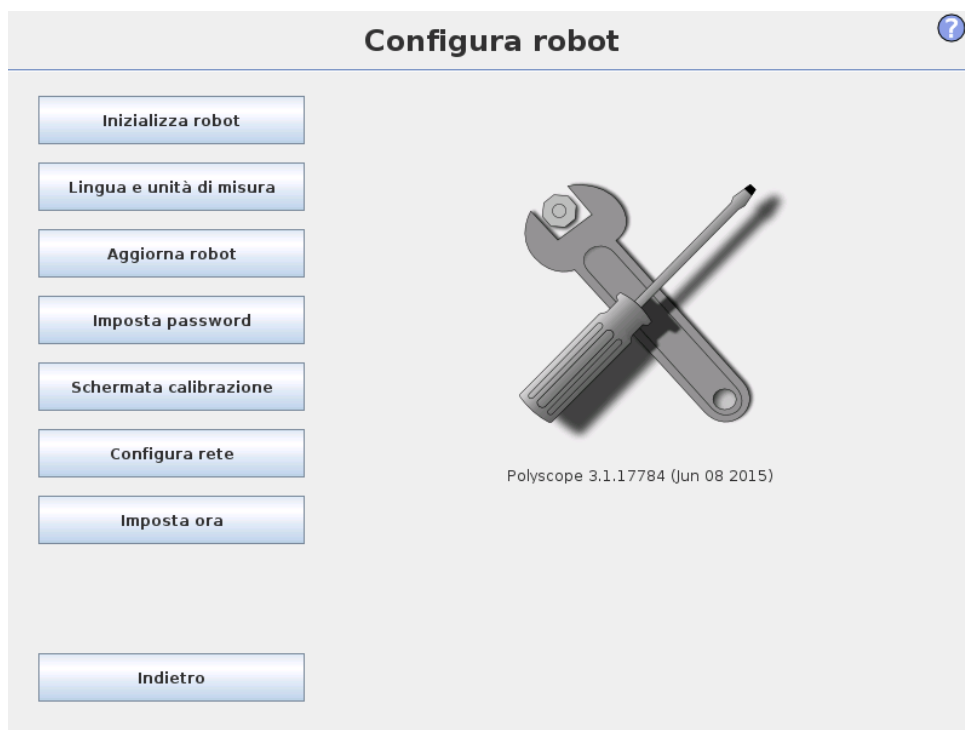 Configura robot
?
Inizializza robot
Lingua e unità di misura
Aggiorna robot
Imposta password
Schermata calibrazione
Configura rete
Imposta ora
Polyscope 3.1.17784 (Jun 08 2015)
Indietro